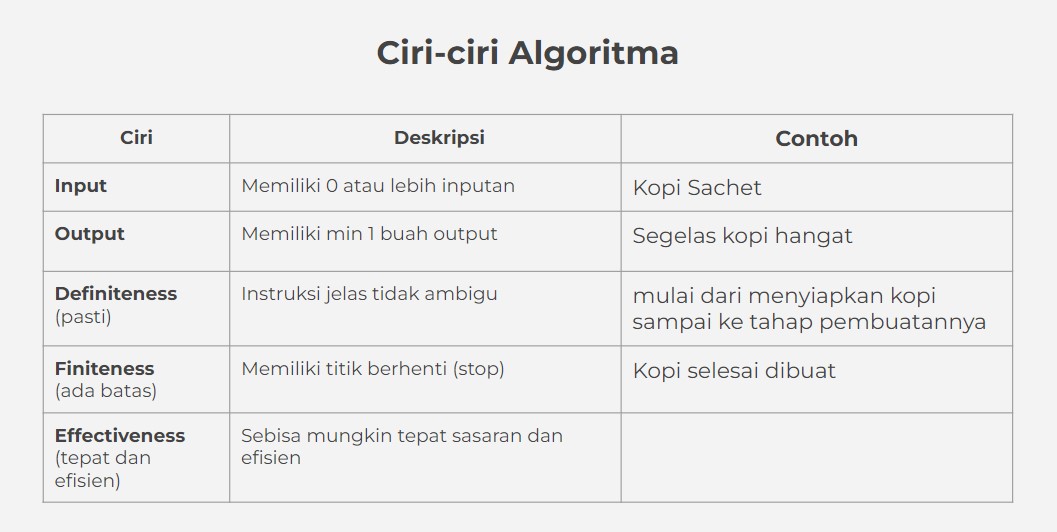 Ciri-ciri Algoritma
Ciri
Deskripsi
Contoh
Input
Memiliki 0 atau lebih inputan
Kopi Sachet
Output
Memiliki min 1 buah output
Segelas kopi hangat
Definiteness
(pasti)
Instruksi jelas tidak ambigu
mulai dari menyiapkan kopi
sampai ke tahap pembuatannya
Finiteness
(ada batas)
Memiliki titik berhenti (stop)
Kopi selesai dibuat
Effectiveness
(tepat dan
efisien)
Sebisa mungkin tepat sasaran dan
efisien